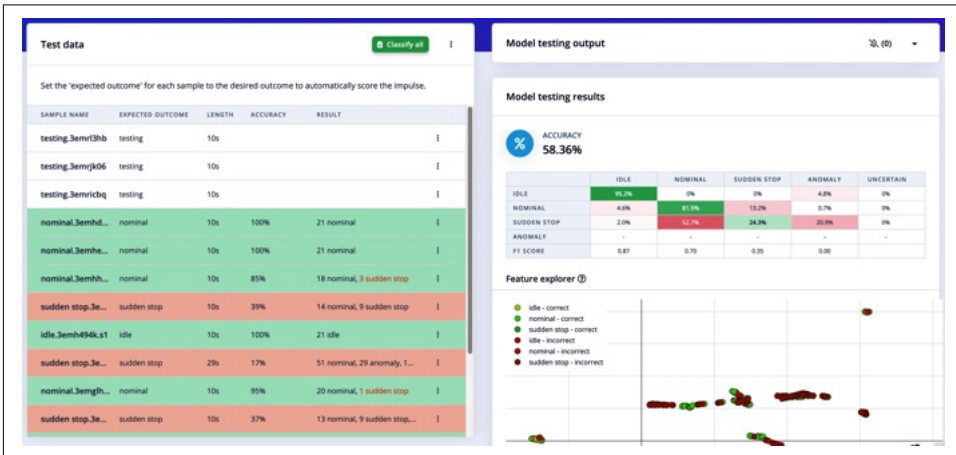 Test data
Classify all
Set the 'expected outcome' for each sample to the desired outcome to automatically score the impulse.
SAMPLE NAME EXPECTED OUTCOME LENGTH ACCURACY RESULT
testing.3emrl3hb testing 10s
testing.3emrjk06 testing 10s
testing.3emricbq testing 10s
nominal.3emhd... nominal 10s 100% 21 nominal
nominal.3emhe... nominal 10s 100% 21 nominal
nominal.3emhh... nominal 10s 85% 18 nominal, 3 sudden stop
sudden stop.3e... sudden stop 10s 39% 14 nominal, 9 sudden stop
idle.3emh494k.s1 idle 10s 100% 21 idle
sudden stop.3e... sudden stop 29s 17% 51 nominal, 29 anomaly, 1...
nominal.3emglh... nominal 10s 95% 20 nominal, 1 sudden stop
sudden stop.3e... sudden stop 10s 37% 13 nominal, 9 sudden stop,...
Model testing output
(0)
Model testing results
%
ACCURACY
58.36%
IDLE NOMINAL SUDDEN STOP ANOMALY UNCERTAIN
IDLE 95.2% 0% 0% 4.8% 0%
NOMINAL 4.6% 81.5% 13.2% 0.7% 0%
SUDDEN STOP 2.0% 52.7% 24.3% 20.9% 0%
ANOMALY - - - - -
F1 SCORE 0.87 0.70 0.35 0.00
Feature explorer ?
idle - correct
nominal - correct
sudden stop - correct
idle - incorrect
nominal - incorrect
sudden stop - incorrect